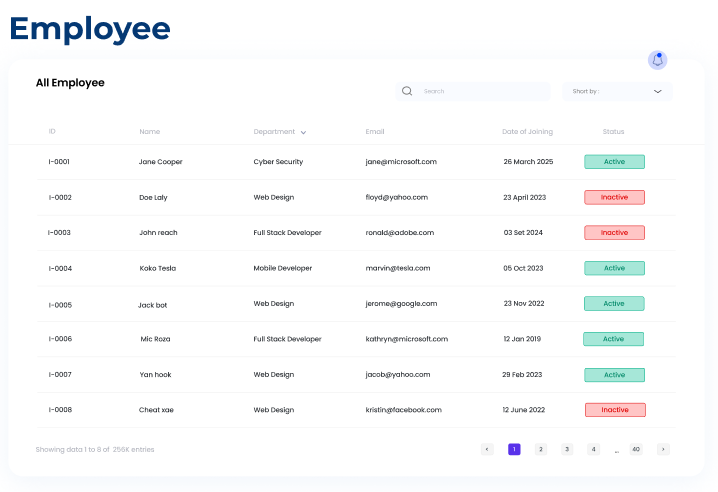 Employee
All Employee
Search
Short by :
ID Name Department Email Date of Joining Status
I-0001 Jane Cooper Cyber Security jane@microsoft.com 26 March 2025 Active
I-0002 Doe Laly Web Design floyd@yahoo.com 23 April 2023 Inactive
I-0003 John reach Full Stack Developer ronald@adobe.com 03 Set 2024 Inactive
I-0004 Kaka Tesla Mobile Developer marvin@tesla.com 05 Oct 2023 Active
I-0005 Jack bot Web Design jerome@google.com 23 Nov 2022 Active
I-0006 Mic Roza Full Stack Developer kathryn@microsoft.com 12 Jan 2019 Active
I-0007 Yan hook Web Design jacob@yahoo.com 29 Feb 2023 Active
I-0008 Cheat xae Web Design kristin@facebook.com 12 June 2022 Inactive
Showing data 1 to 8 of 256K entries < 1 2 3 4 ... 40 >